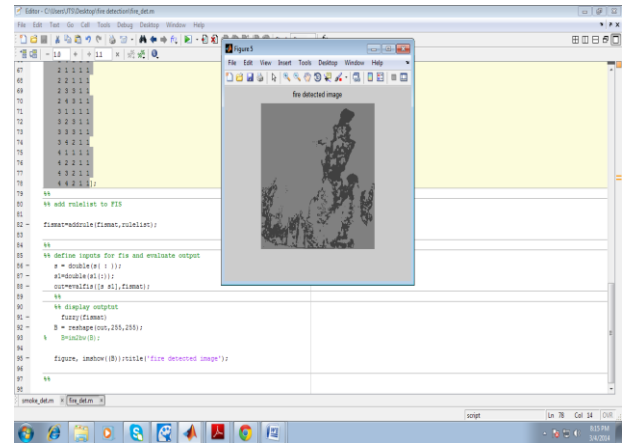 Editor - C:\Users\JTS\Desktop\fire detection\fire_det.m
File Edit Text Go Cell Tools Debug Desktop Window Help
- 1.0 + ÷ 1.1 ×
67 2 1 1 1 1
68 2 2 1 1 1
69 2 3 3 1 1
70 2 4 3 1 1
71 3 1 1 1 1
72 3 2 3 1 1
73 3 3 3 1 1
74 3 4 2 1 1
75 4 1 1 1 1
76 4 2 2 1 1
77 4 3 2 1 1
78 4 4 2 1 1];
79 %%
80 %% add rulelist to FIS
81
82 - fismat=addrule(fismat,rulelist);
83
84 %%
85 %% define inputs for fis and evaluate output
86 - s = double(s( : ));
87 - s1=double(s1(:));
88 - out=evalfis([s s1],fismat);
89 %%
90 %% display output
91 - fuzzy(fismat)
92 - B = reshape(out,255,255);
93 % B=im2bw(B);
94
95 - figure, imshow((B));title('fire detected image');
96
97 %%
98
Figure 5
File Edit View Insert Tools Desktop Window Help
fire detected image
smoke_det.m × fire_det.m ×
script Ln 78 Col 14 OVR
8:15 PM
3/4/2014